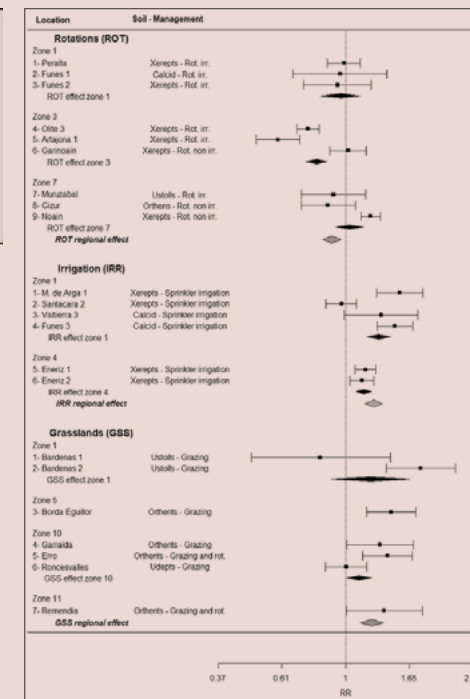 Location Soil - Management
Rotations (ROT)
Zone 1
1- Peralta Xerepts - Rot. irr.
2- Funes 1 Calcid - Rot. irr.
3- Funes 2 Xerepts - Rot. irr.
ROT effect zone 1
Zone 3
4- Olite 3 Xerepts - Rot. irr.
5- Artajona 1 Xerepts - Rot. irr.
6- Garinoain Xerepts - Rot. non irr.
ROT effect zone 3
Zone 7
7- Muruzabal Ustolls - Rot. irr.
8- Cizur Orthens - Rot. non irr.
9- Noain Xerepts - Rot. non irr.
ROT effect zone 7
ROT regional effect
Irrigation (IRR)
Zone 1
1- M. de Arga 1 Xerepts - Sprinkler irrigation
2- Santacara 2 Xerepts - Sprinkler irrigation
3- Valtierra 3 Calcid - Sprinkler irrigation
4- Funes 3 Calcid - Sprinkler irrigation
IRR effect zone 1
Zone 4
5. Eneriz 1 Xerepts - Sprinkler irrigation
6- Eneriz 2 Xerepts - Sprinkler irrigation
IRR effect zone 4
IRR regional effect
Grasslands (GSS)
Zone 1
1- Bardenas 1 Ustolls - Grazing
2- Bardenas 2 Ustolls - Grazing
GSS effect zone 1
Zone 5
3- Borda Eguillor Orthents - Grazing
Zone 10
4- Garralda Orthents - Grazing
5- Erro Orthents - Grazing and rot.
6- Roncesvalles Udepts - Grazing
GSS effect zone 10
Zone 11
7- Remendia Orthents - Grazing and rot.
GSS regional effect
0.37 0.61 1 1.65
RR